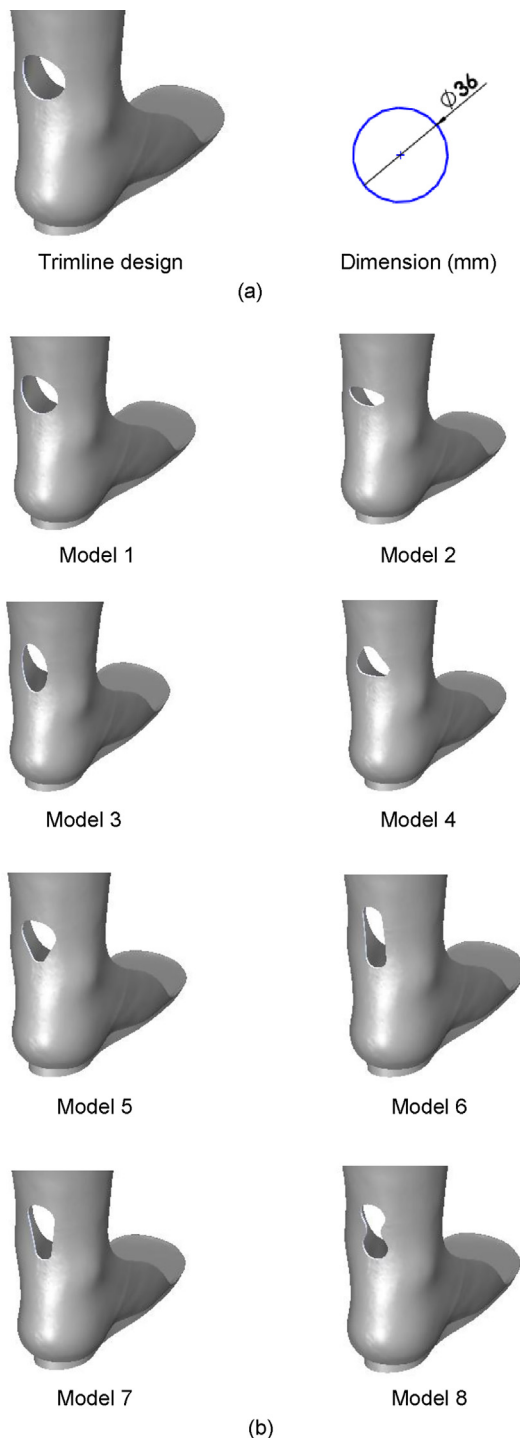 Ø36
Trimline design
Dimension (mm)
(a)
Model 1
Model 2
Model 3
Model 4
Model 5
Model 6
Model 7
Model 8
(b)